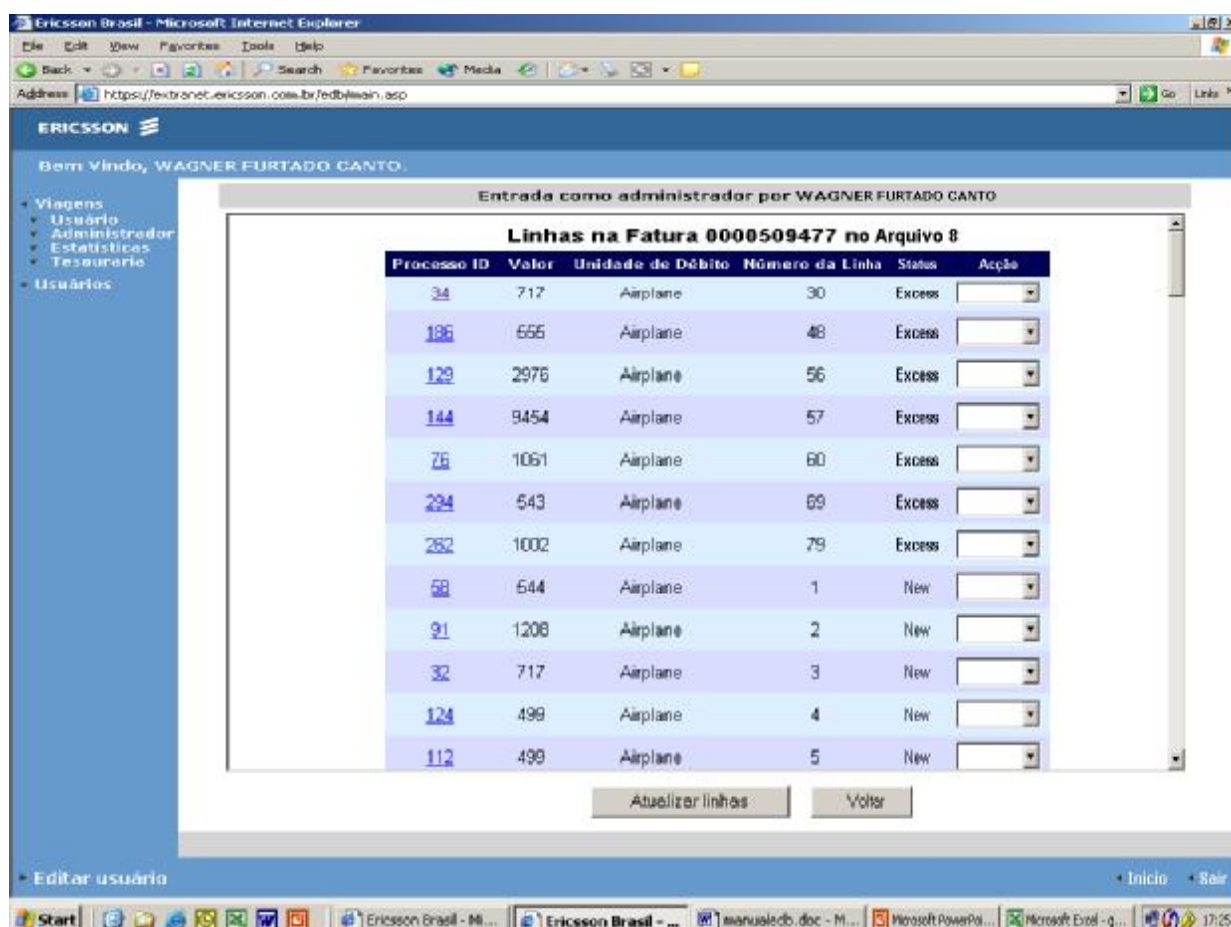 Ericsson Brasil - Microsoft Internet Explorer
File Edit View Favorites Tools Help
Back Search Favorites Media
Address https://extranet.ericsson.com.br/edb/main.asp Go Links
ERICSSON
Bem Vindo, WAGNER FURTADO CANTO.
Viagens
Usuário
Administrador
Estatísticas
Tesouraria
Usuários
Entrada como administrador por WAGNER FURTADO CANTO
Linhas na Fatura 0000509477 no Arquivo 8
Processo ID Valor Unidade de Débito Número da Linha Status Acção
34 717 Airplane 30 Excess
186 555 Airplane 48 Excess
129 2976 Airplane 56 Excess
144 9454 Airplane 57 Excess
76 1061 Airplane 60 Excess
294 543 Airplane 69 Excess
262 1002 Airplane 79 Excess
58 544 Airplane 1 New
91 1208 Airplane 2 New
32 717 Airplane 3 New
124 499 Airplane 4 New
112 499 Airplane 5 New
Atualizar linhas Voltar
Editar usuário Inicio Sair
Start Ericsson Brasil - Mi... Ericsson Brasil - ... manualedb.doc - M... Microsoft PowerPoi... Microsoft Excel - g... 17:25